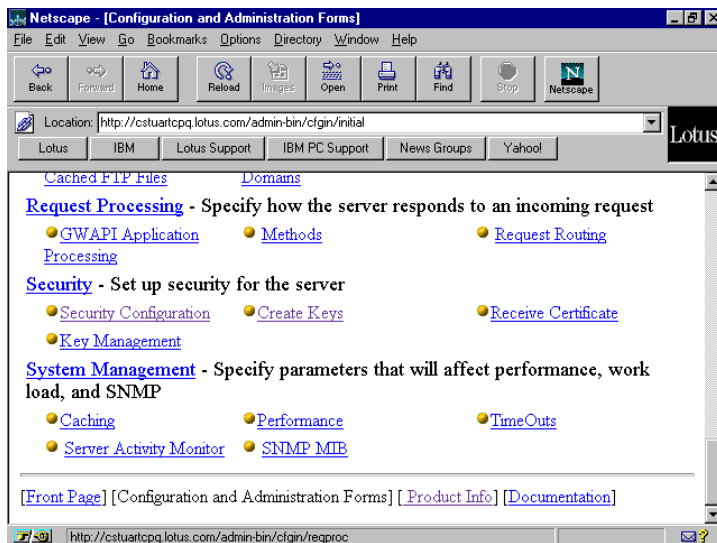 Netscape - [Configuration and Administration Forms]
File Edit View Go Bookmarks Options Directory Window Help
Back Forward Home Reload Images Open Print Find Stop Netscape
N
Location: http://cstuartcpq.lotus.com/admin-bin/cfgin/initial
Lotus
Lotus IBM Lotus Support IBM PC Support News Groups Yahoo!
Cached FTP Files Domains
Request Processing - Specify how the server responds to an incoming request
GWAPI Application Methods Request Routing
Processing
Security - Set up security for the server
Security Configuration Create Keys Receive Certificate
Key Management
System Management - Specify parameters that will affect performance, work
load, and SNMP
Caching Performance TimeOuts
Server Activity Monitor SNMP MIB
[Front Page] [Configuration and Administration Forms] [ Product Info] [Documentation]
http://cstuartcpq.lotus.com/admin-bin/cfgin/reqproc